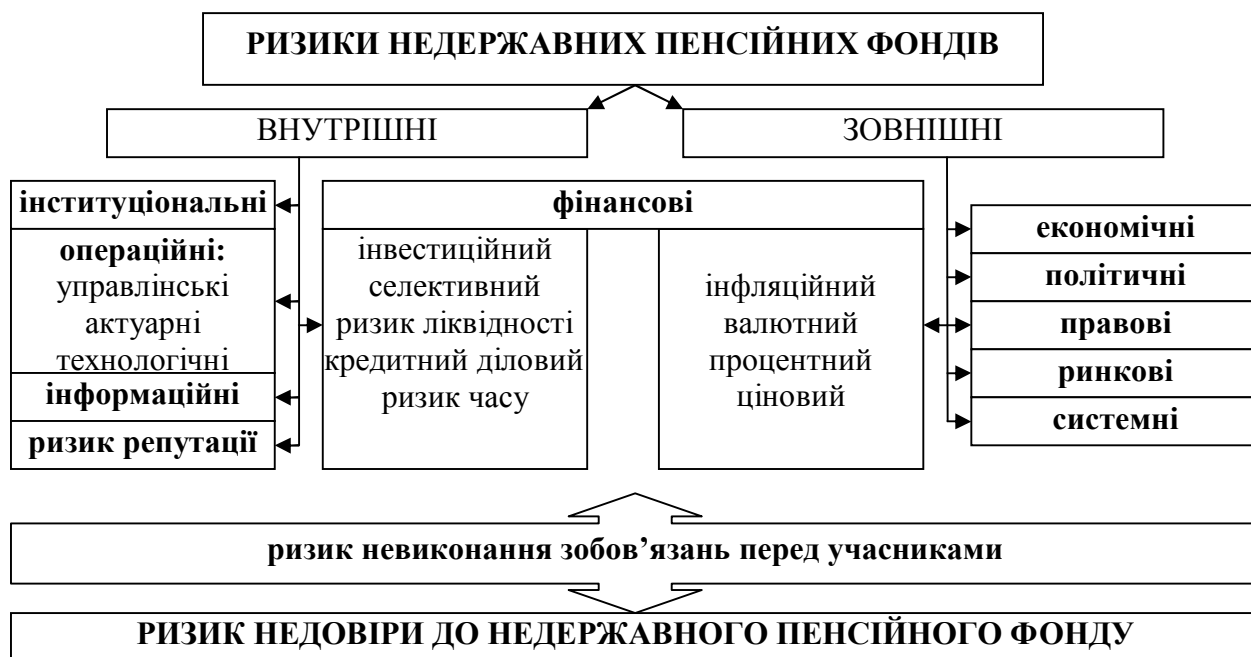 РИЗИКИ НЕДЕРЖАВНИХ ПЕНСІЙНИХ ФОНДІВ
ВНУТРІШНІ
ЗОВНІШНІ
інституціональні
операційні:
управлінські
актуарні
технологічні
інформаційні
ризик репутації
фінансові
інвестиційний
селективний
ризик ліквідності
кредитний діловий
ризик часу
інфляційний
валютний
процентний
ціновий
економічні
політичні
правові
ринкові
системні
ризик невиконання зобов’язань перед учасниками
РИЗИК НЕДОВІРИ ДО НЕДЕРЖАВНОГО ПЕНСІЙНОГО ФОНДУ